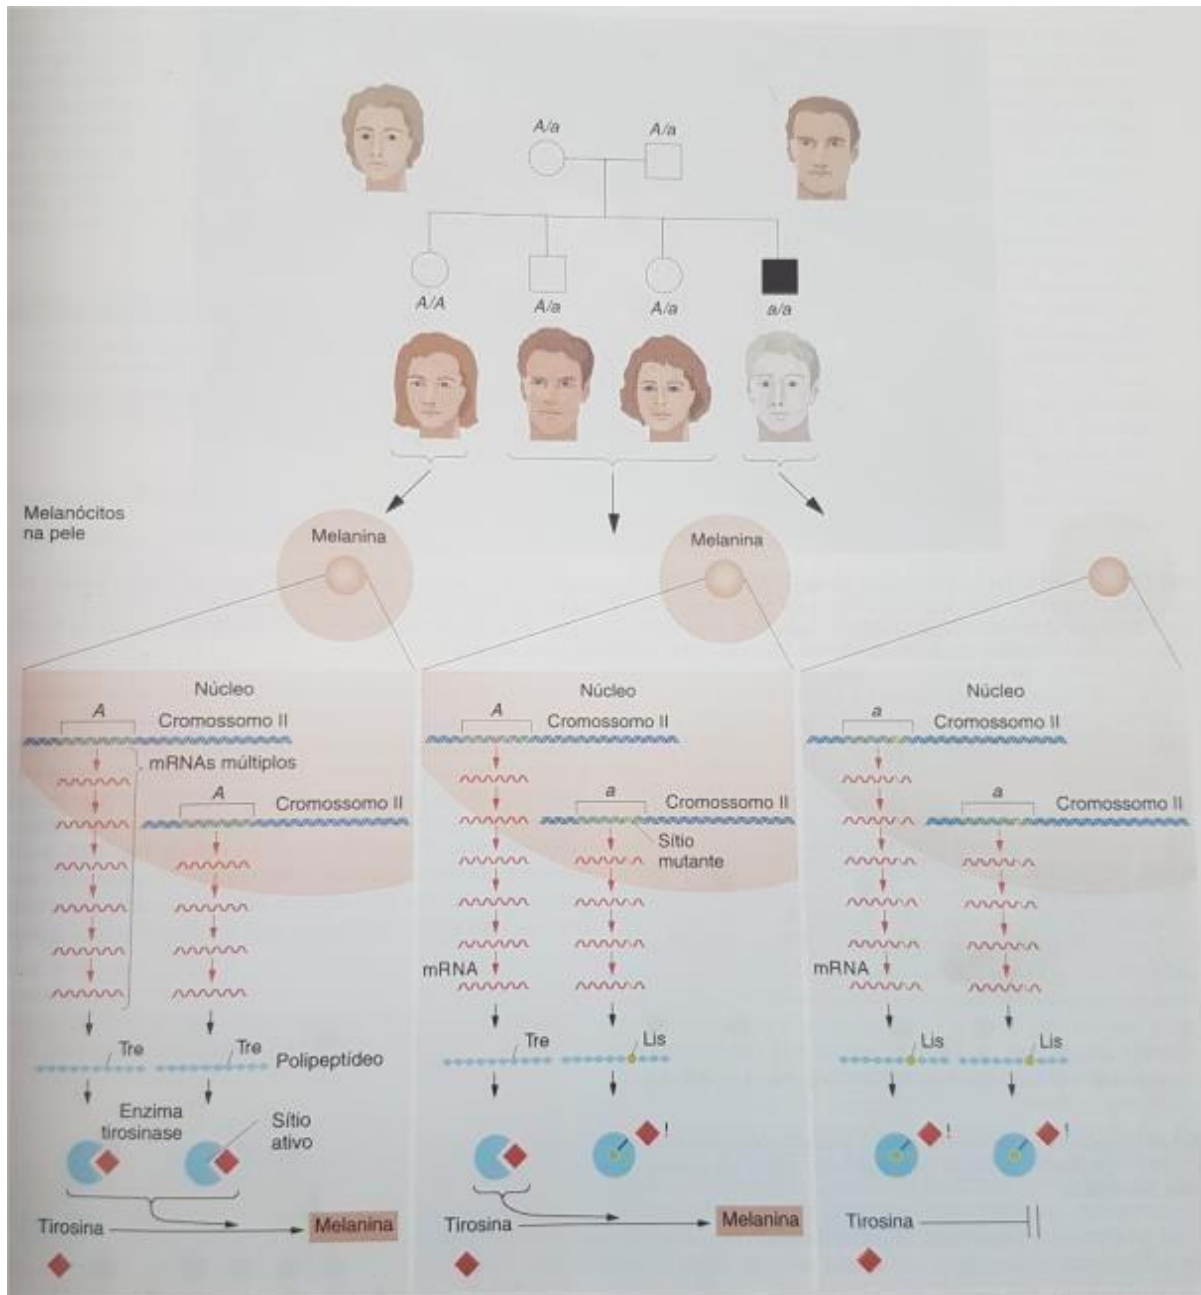 A/a
A/a
A/A
A/a
A/a
a/a
Melanócitos
na pele
Melanina
Melanina
Núcleo
A
Cromossomo II
mRNAs múltiplos
A
Cromossomo II
Tre
Tre
Polipeptídeo
Enzima
tirosinase
Sítio
ativo
Tirosina
Melanina
Núcleo
A
Cromossomo II
a
Cromossomo II
Sítio
mutante
mRNA
Tre
Lis
!
Tirosina
Melanina
Núcleo
a
Cromossomo II
a
Cromossomo II
mRNA
Lis
Lis
!
!
Tirosina